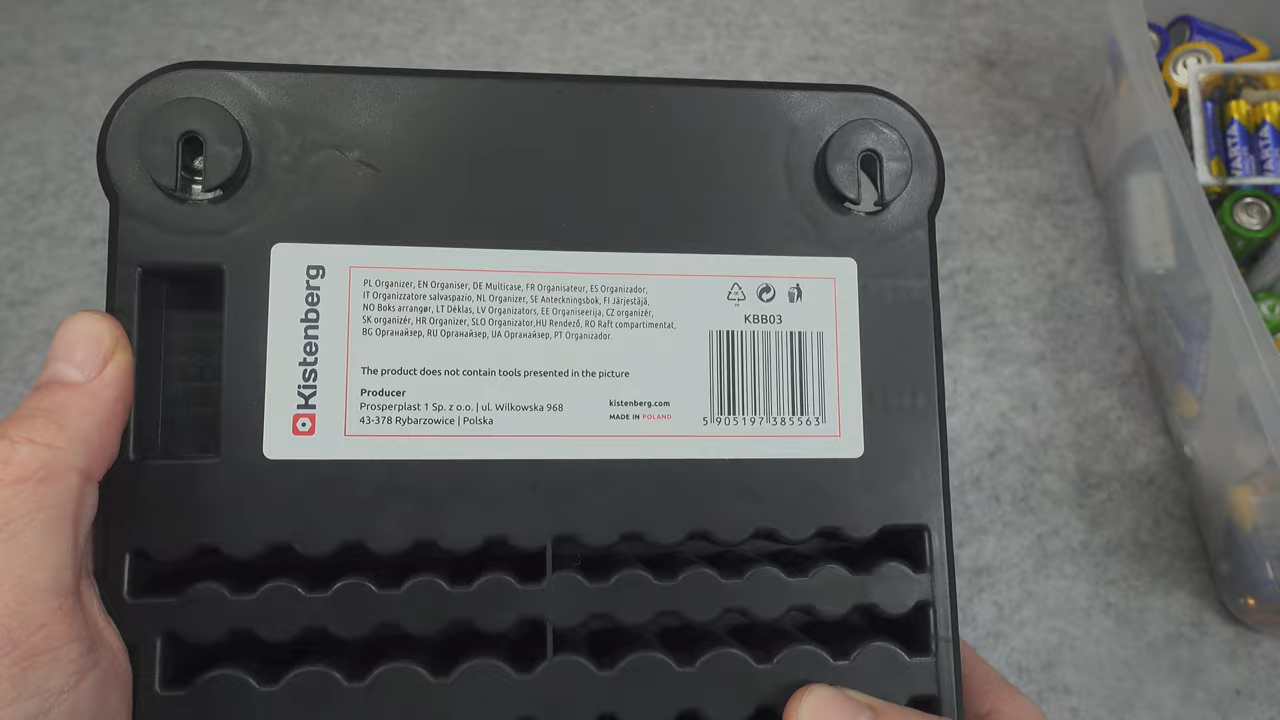 Kistenberg
PL Organizer, EN Organiser, DE Multicase, FR Organisateur, ES Organizador,
IT Organizzatore salvaspazio, NL Organizer, SE Anteckningsbok, FI Järjestäjä,
NO Boks arrangør, LT Deklas, LV Organizators, EE Organiseerija, CZ organizér,
SK organizér, HR Organizer, SLO Organizator,HU Rendező, RO Raft compartimentat,
BG Органайзер, RU Органайзер, UA Органайзер, PT Organizador.
The product does not contain tools presented in the picture
Producer
Prosperplast 1 Sp. z o.o. | ul. Wilkowska 968
43-378 Rybarzowice | Polska
kistenberg.com
MADE IN POLAND
KBB03
5 905197 385563
VARTA